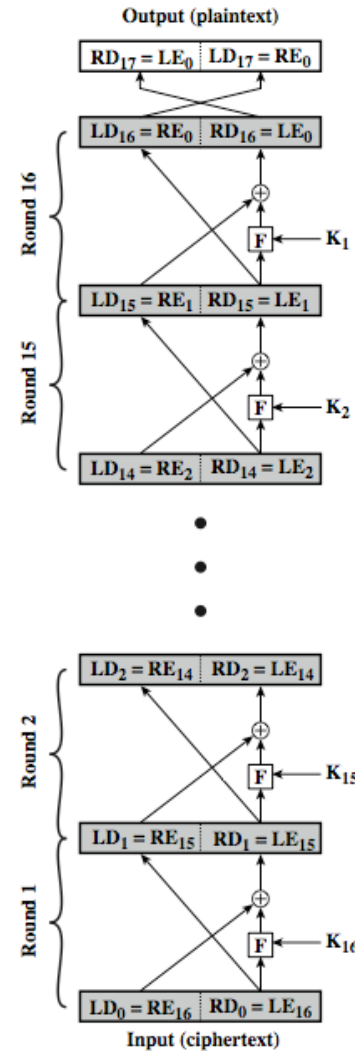 Output (plaintext)
RD₁₇ = LE₀ LD₁₇ = RE₀
LD₁₆ = RE₀ RD₁₆ = LE₀
Round 16
F K₁
LD₁₅ = RE₁ RD₁₅ = LE₁
Round 15
F K₂
LD₁₄ = RE₂ RD₁₄ = LE₂
LD₂ = RE₁₄ RD₂ = LE₁₄
Round 2
F K₁₅
LD₁ = RE₁₅ RD₁ = LE₁₅
Round 1
F K₁₆
LD₀ = RE₁₆ RD₀ = LE₁₆
Input (ciphertext)